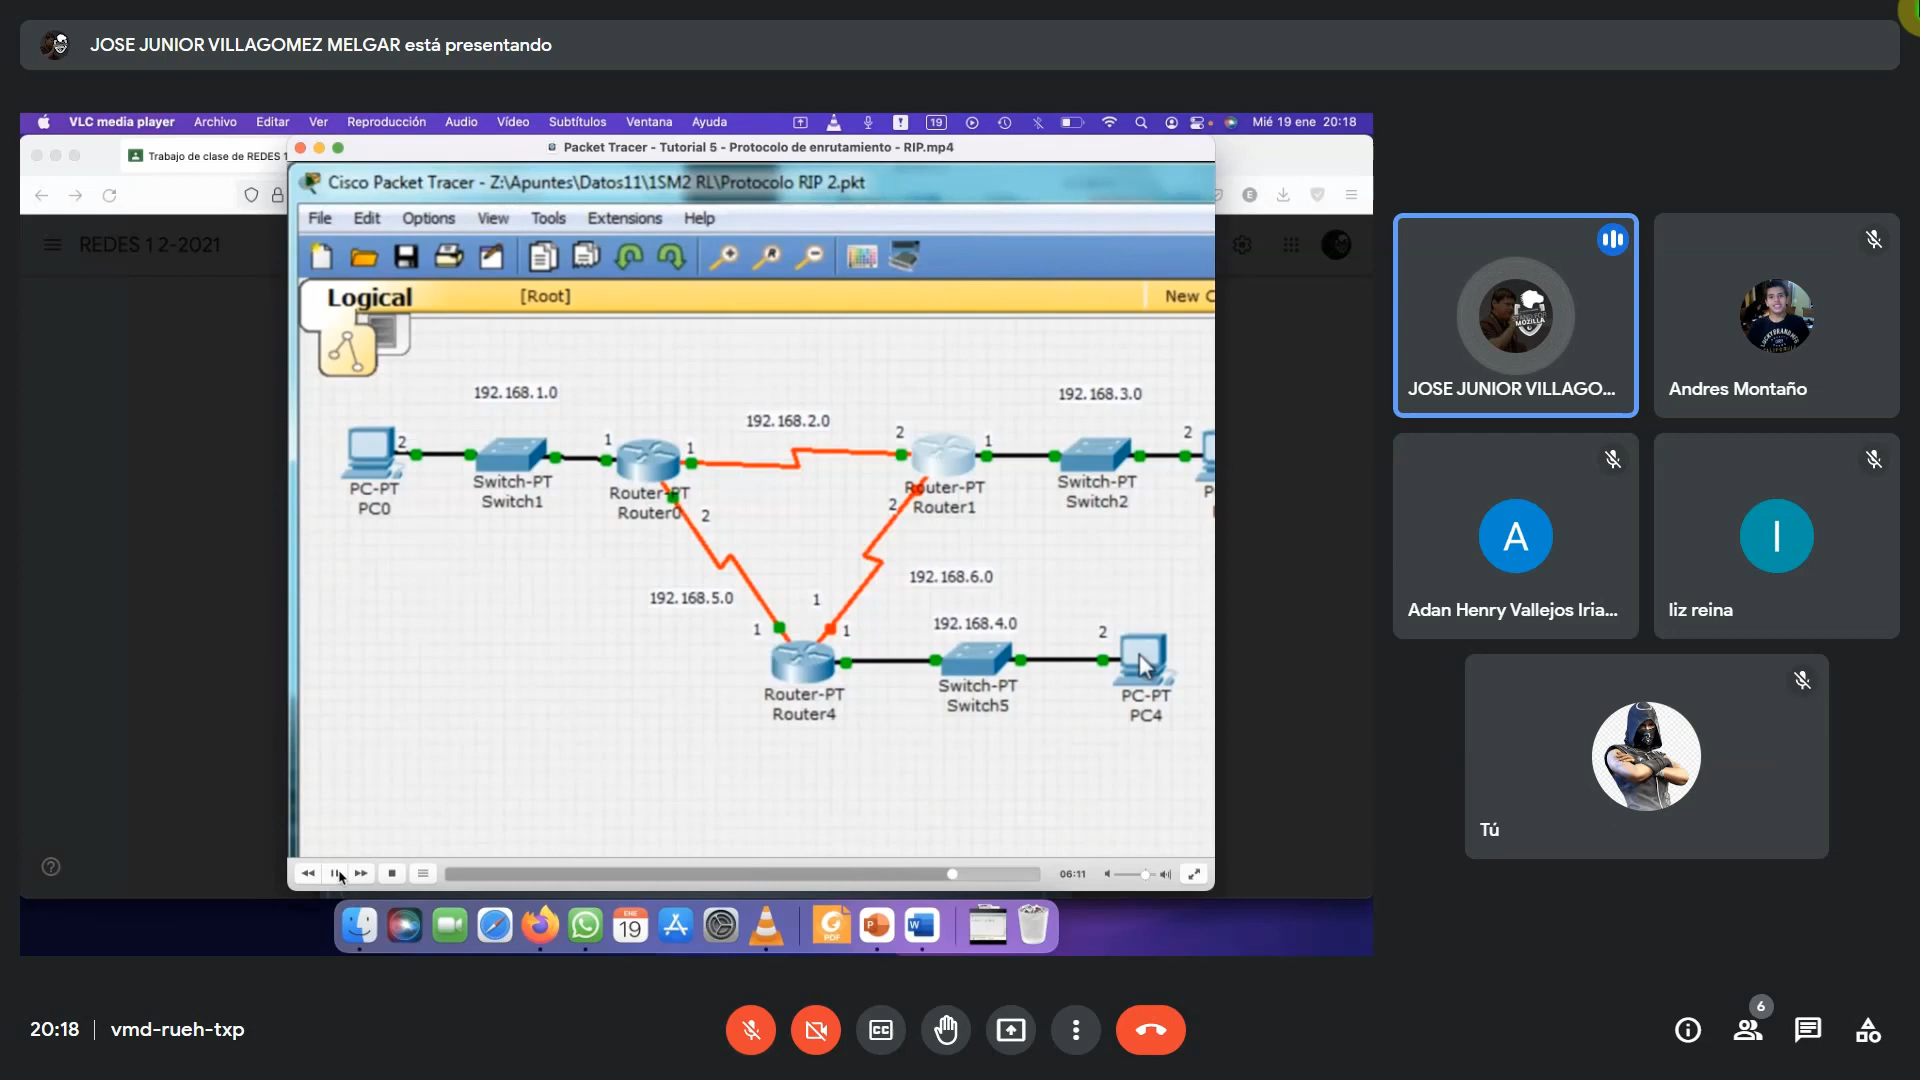 JOSE JUNIOR VILLAGOMEZ MELGAR está presentando
VLC media player Archivo Editar Ver Reproducción Audio Vídeo Subtítulos Ventana Ayuda 19 Mié 19 ene 20:18
Trabajo de clase de REDES 1
Packet Tracer - Tutorial 5 - Protocolo de enrutamiento - RIP.mp4
Cisco Packet Tracer - Z:\Apuntes\Datos11\1SM2 RL\Protocolo RIP 2.pkt
E
File Edit Options View Tools Extensions Help
REDES 1 2-2021
Logical [Root] New C
192.168.1.0
192.168.2.0
192.168.3.0
2
1
1
2
1
2
PC-PT
PC0
Switch-PT
Switch1
Router-PT
Router0
Router-PT
Router1
Switch-PT
Switch2
2
2
192.168.5.0
192.168.6.0
1
1
1
192.168.4.0
2
Router-PT
Router4
Switch-PT
Switch5
PC-PT
PC4
06:11
ENE
19
PDF
P
W
JOSE JUNIOR VILLAGO...
MOZILLA
Andres Montaño
A
Adan Henry Vallejos Iria...
l
liz reina
Tú
20:18 vmd-rueh-txp
CC
6